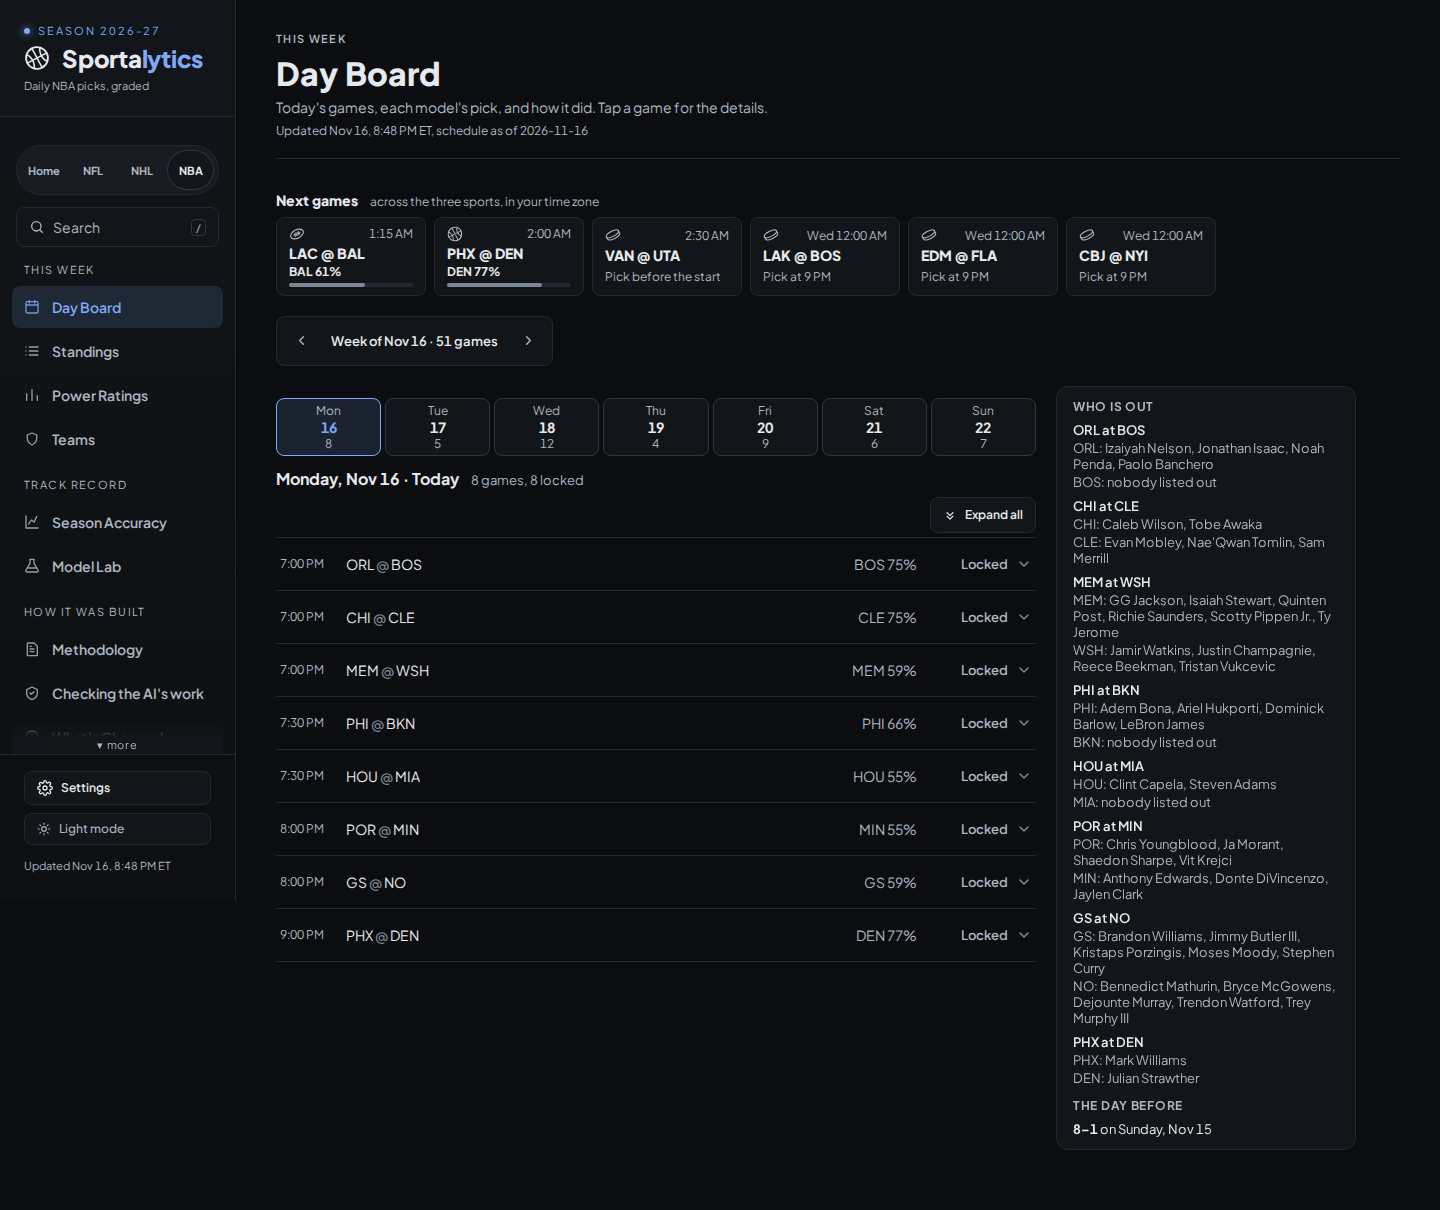 SEASON 2026-27
Sportalytics
Daily NBA picks, graded
Home NFL NHL NBA
Search /
THIS WEEK
Day Board
Standings
Power Ratings
Teams
TRACK RECORD
Season Accuracy
Model Lab
HOW IT WAS BUILT
Methodology
Checking the AI's work
What's Changed
▾ more
Settings
Light mode
Updated Nov 16, 8:48 PM ET
THIS WEEK
Day Board
Today's games, each model's pick, and how it did. Tap a game for the details.
Updated Nov 16, 8:48 PM ET, schedule as of 2026-11-16
Next games across the three sports, in your time zone
1:15 AM
LAC @ BAL
BAL 61%
2:00 AM
PHX @ DEN
DEN 77%
2:30 AM
VAN @ UTA
Pick before the start
Wed 12:00 AM
LAK @ BOS
Pick at 9 PM
Wed 12:00 AM
EDM @ FLA
Pick at 9 PM
Wed 12:00 AM
CBJ @ NYI
Pick at 9 PM
Week of Nov 16 · 51 games
Mon
16
8
Tue
17
5
Wed
18
12
Thu
19
4
Fri
20
9
Sat
21
6
Sun
22
7
Monday, Nov 16 · Today 8 games, 8 locked
Expand all
7:00 PM ORL @ BOS BOS 75% Locked
7:00 PM CHI @ CLE CLE 75% Locked
7:00 PM MEM @ WSH MEM 59% Locked
7:30 PM PHI @ BKN PHI 66% Locked
7:30 PM HOU @ MIA HOU 55% Locked
8:00 PM POR @ MIN MIN 55% Locked
8:00 PM GS @ NO GS 59% Locked
9:00 PM PHX @ DEN DEN 77% Locked
WHO IS OUT
ORL at BOS
ORL: Izaiyah Nelson, Jonathan Isaac, Noah
Penda, Paolo Banchero
BOS: nobody listed out
CHI at CLE
CHI: Caleb Wilson, Tobe Awaka
CLE: Evan Mobley, Nae'Qwan Tomlin, Sam
Merrill
MEM at WSH
MEM: GG Jackson, Isaiah Stewart, Quinten
Post, Richie Saunders, Scotty Pippen Jr., Ty
Jerome
WSH: Jamir Watkins, Justin Champagnie,
Reece Beekman, Tristan Vukcevic
PHI at BKN
PHI: Adem Bona, Ariel Hukporti, Dominick
Barlow, LeBron James
BKN: nobody listed out
HOU at MIA
HOU: Clint Capela, Steven Adams
MIA: nobody listed out
POR at MIN
POR: Chris Youngblood, Ja Morant,
Shaedon Sharpe, Vit Krejci
MIN: Anthony Edwards, Donte DiVincenzo,
Jaylen Clark
GS at NO
GS: Brandon Williams, Jimmy Butler III,
Kristaps Porzingis, Moses Moody, Stephen
Curry
NO: Bennedict Mathurin, Bryce McGowens,
Dejounte Murray, Trendon Watford, Trey
Murphy III
PHX at DEN
PHX: Mark Williams
DEN: Julian Strawther
THE DAY BEFORE
8–1 on Sunday, Nov 15